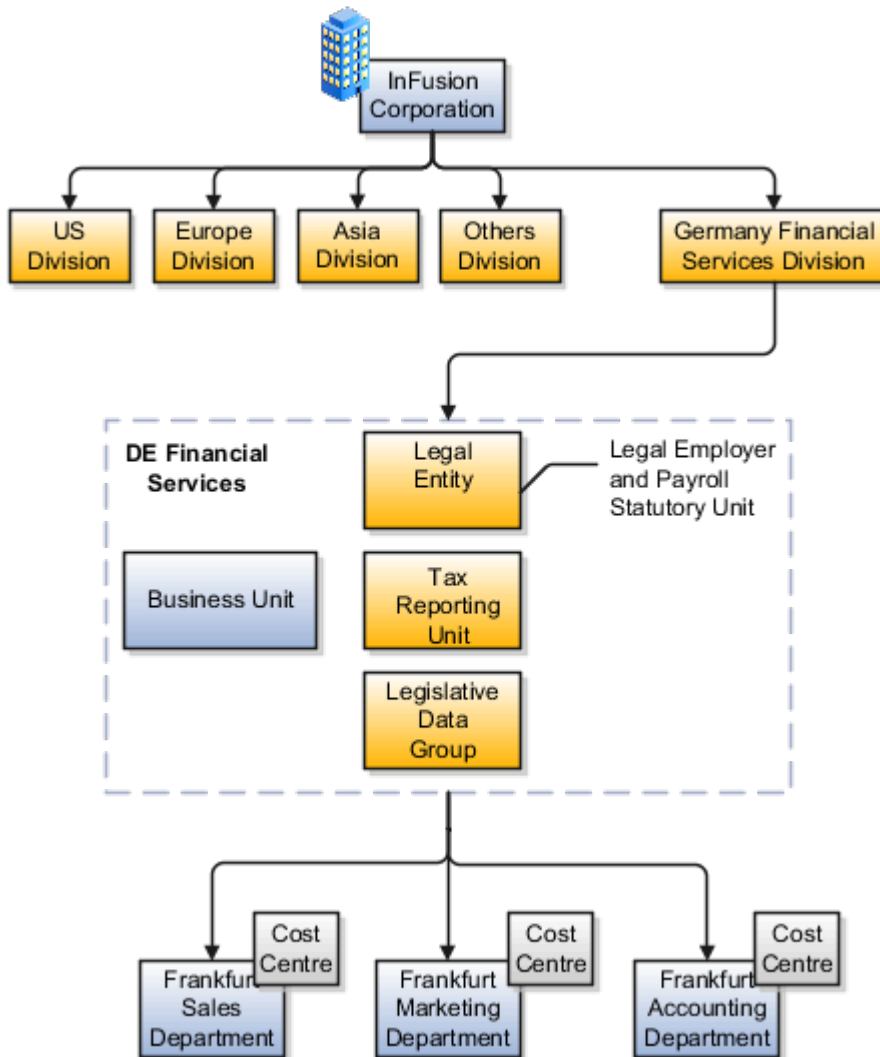 InFusion
Corporation
US
Division
Europe
Division
Asia
Division
Others
Division
Germany Financial
Services Division
DE Financial
Services
Legal
Entity
Legal Employer
and Payroll
Statutory Unit
Business Unit
Tax
Reporting
Unit
Legislative
Data
Group
Cost
Centre
Frankfurt
Sales
Department
Cost
Centre
Frankfurt
Marketing
Department
Cost
Centre
Frankfurt
Accounting
Department